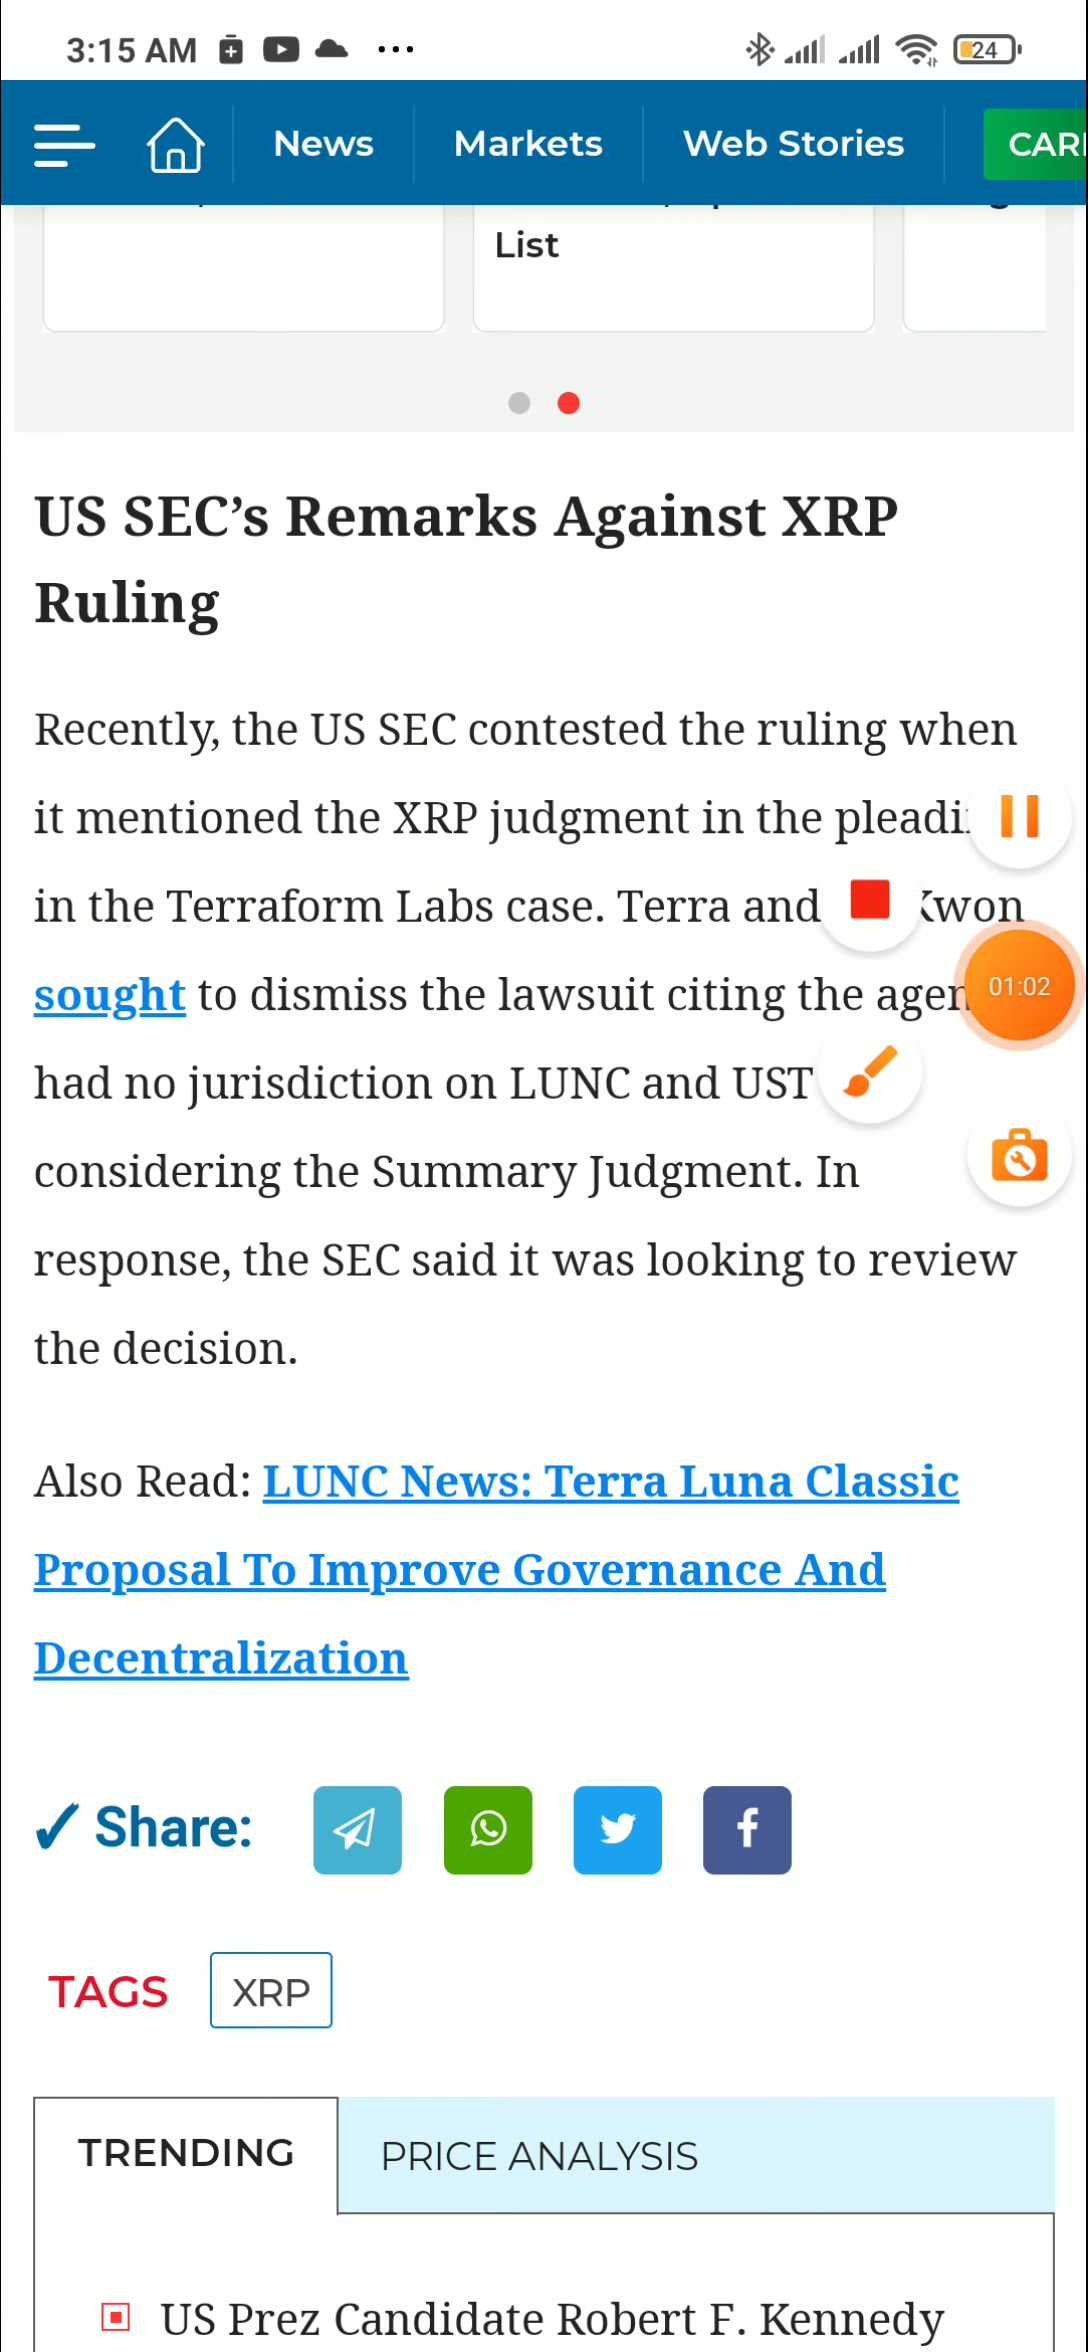 3:15 AM
24
News
Markets
Web Stories
List
US SEC’s Remarks Against XRP
Ruling
Recently, the US SEC contested the ruling when
it mentioned the XRP judgment in the
in the Terraform Labs case. Terra and
sought to dismiss the lawsuit citing the
01:02
had no jurisdiction on LUNC and UST
considering the Summary Judgment. In
response, the SEC said it was looking to review
the decision.
Also Read: LUNC News: Terra Luna Classic
Proposal To Improve Governance And
Decentralization
Share:
TAGS
XRP
TRENDING
PRICE ANALYSIS
US Prez Candidate Robert F. Kennedy